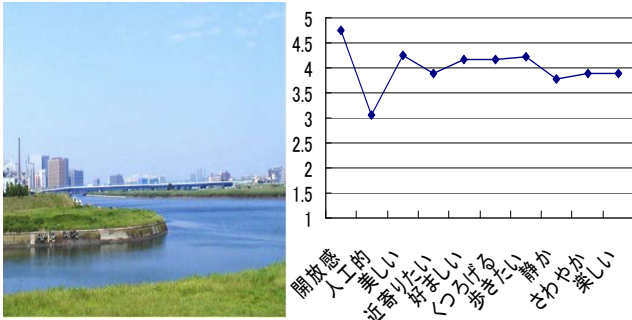 5
4.5
4
3.5
3
2.5
2
1.5
1
開放感
人工的
美しい
近寄りたい
好ましい
くつろげる
歩きたい
静か
さわやか
楽しい